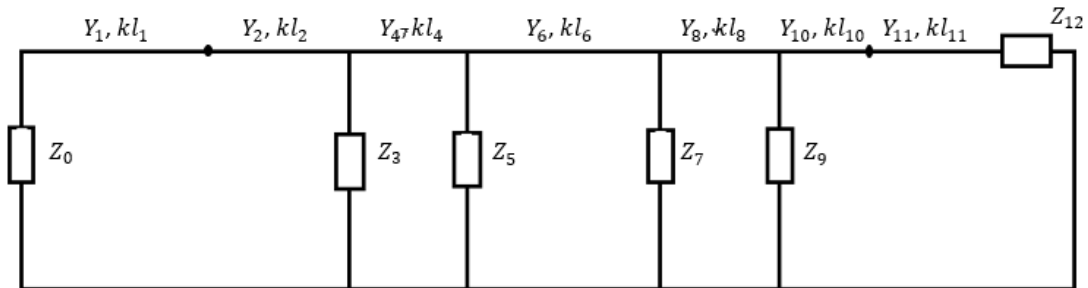 Z₁₂
Y₁, kl₁ Y₂, kl₂ Y₄₇ kl₄ Y₆, kl₆ Y₈, kl₈ Y₁₀, kl₁₀ Y₁₁, kl₁₁
Z₀ Z₃ Z₅ Z₇ Z₉